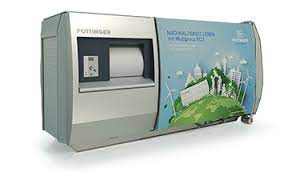 PÖTTINGER
NACHHALTIGKEIT LEBEN
mit Multipress ECO